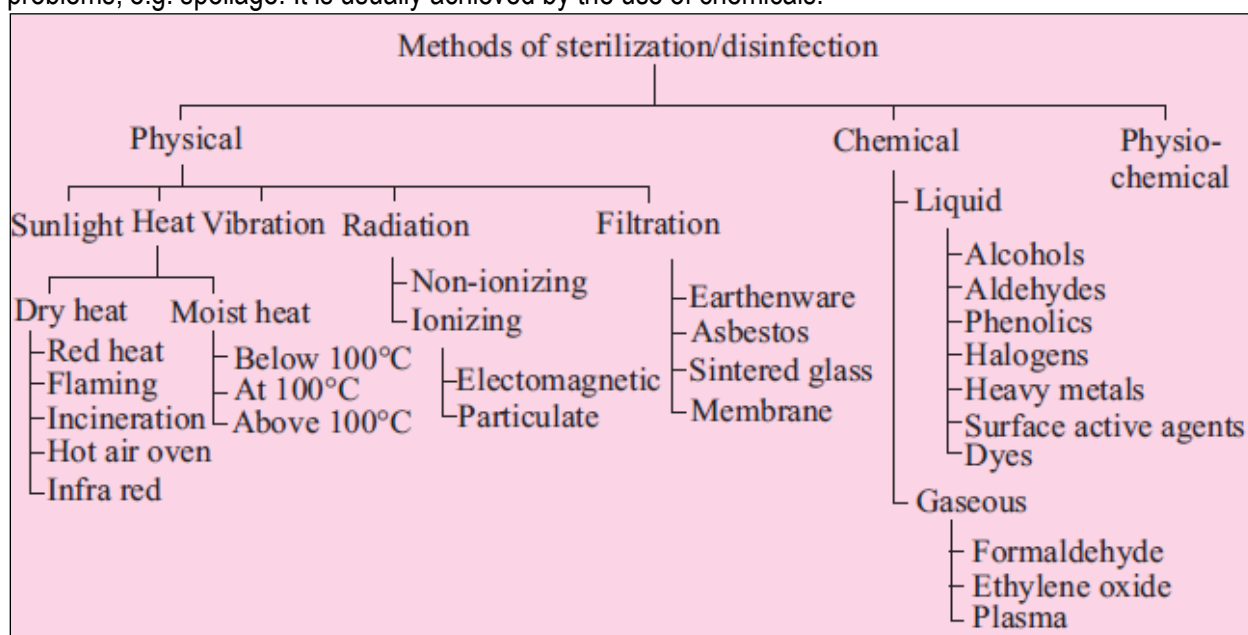 problems, e.g. spoilage. It is usually achieved by the use of chemicals.
Methods of sterilization/disinfection
Physical
Chemical
Physio-
chemical
Sunlight
Heat
Vibration
Radiation
Filtration
Dry heat
Red heat
Flaming
Incineration
Hot air oven
Infra red
Moist heat
Below 100°C
At 100°C
Above 100°C
Non-ionizing
Ionizing
Electomagnetic
Particulate
Earthenware
Asbestos
Sintered glass
Membrane
Liquid
Alcohols
Aldehydes
Phenolics
Halogens
Heavy metals
Surface active agents
Dyes
Gaseous
Formaldehyde
Ethylene oxide
Plasma